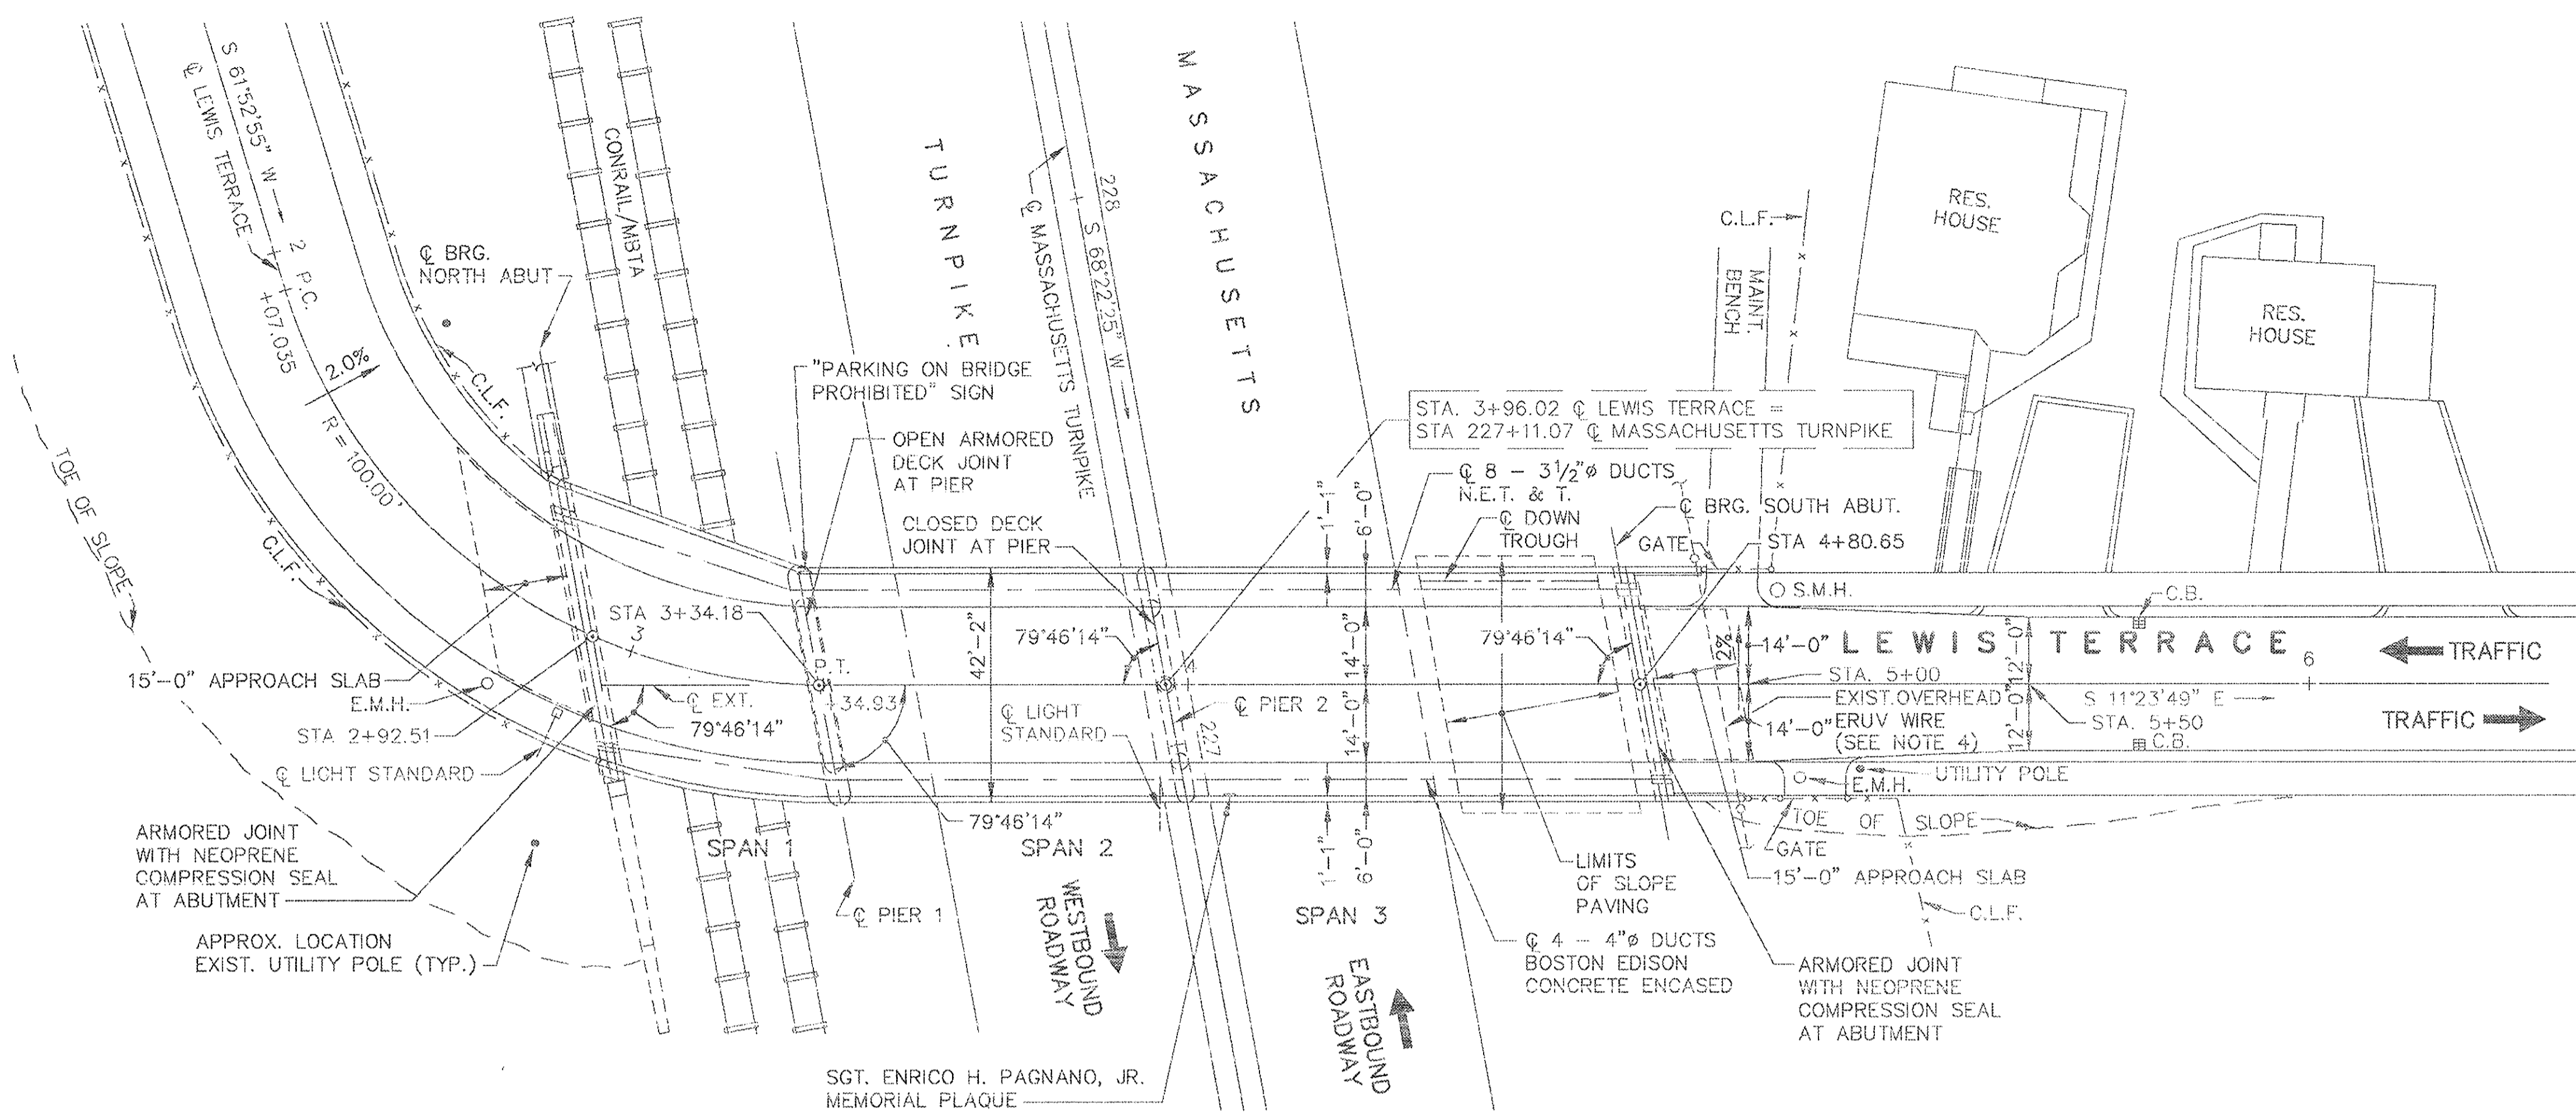 S 61°52'55" W
℄ LEWIS TERRACE
2 P.C.
+07.035
2.0%
R = 100.00'
TOE OF SLOPE
C.L.F.
C.L.F.
℄ BRG.
NORTH ABUT
CONRAIL/MBTA
TURNPIKE
MASSACHUSETTS
228
S 68°22'25" W
℄ MASSACHUSETTS TURNPIKE
"PARKING ON BRIDGE
PROHIBITED" SIGN
OPEN ARMORED
DECK JOINT
AT PIER
CLOSED DECK
JOINT AT PIER
STA. 3+96.02 ℄ LEWIS TERRACE =
STA 227+11.07 ℄ MASSACHUSETTS TURNPIKE
℄ 8 - 3 1/2"ø DUCTS
N.E.T. & T.
℄ DOWN
TROUGH
℄ BRG. SOUTH ABUT.
GATE
STA 4+80.65
C.L.F.
MAINT.
BENCH
RES.
HOUSE
RES.
HOUSE
S.M.H.
C.B.
1'-1"
6'-0"
42'-2"
14'-0"
14'-0"
1'-1"
6'-0"
STA 3+34.18
3
P.T.
+34.93
79°46'14"
4
79°46'14"
2%
14'-0"
LEWIS TERRACE
12'-0"
6
TRAFFIC
STA. 5+00
EXIST. OVERHEAD
ERUV WIRE
(SEE NOTE 4)
14'-0"
12'-0"
S 11°23'49" E
STA. 5+50
C.B.
TRAFFIC
UTILITY POLE
E.M.H.
TOE OF SLOPE
GATE
15'-0" APPROACH SLAB
C.L.F.
15'-0" APPROACH SLAB
E.M.H.
STA 2+92.51
℄ LIGHT STANDARD
℄ EXT.
79°46'14"
℄ LIGHT
STANDARD
℄ PIER 2
227
79°46'14"
ARMORED JOINT
WITH NEOPRENE
COMPRESSION SEAL
AT ABUTMENT
APPROX. LOCATION
EXIST. UTILITY POLE (TYP.)
SPAN 1
SPAN 2
SPAN 3
℄ PIER 1
WESTBOUND
ROADWAY
EASTBOUND
ROADWAY
LIMITS
OF SLOPE
PAVING
℄ 4 - 4"ø DUCTS
BOSTON EDISON
CONCRETE ENCASED
ARMORED JOINT
WITH NEOPRENE
COMPRESSION SEAL
AT ABUTMENT
SGT. ENRICO H. PAGNANO, JR.
MEMORIAL PLAQUE